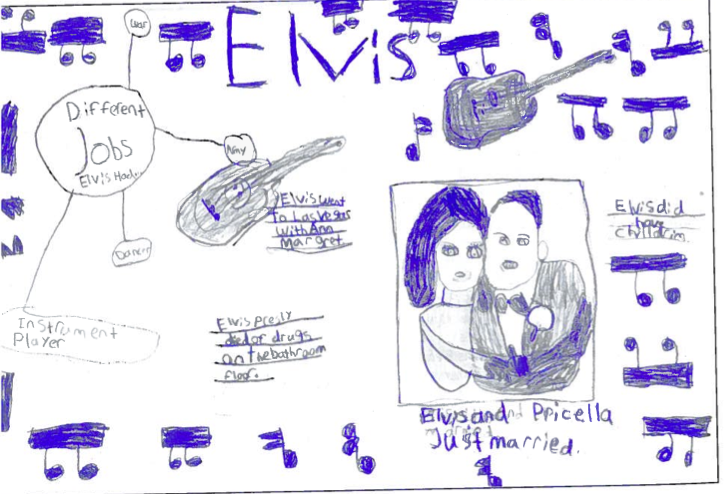 Elvis
War
Different
Jobs
Elvis Had
Army
Dancer
Instrument
Player
Elvis went
To Las Vegas
with Ann
Margret
Elvis Presly
died of drugs
on the bathroom
floor.
Elvis did
have
Childrin.
Elvis and Pricella
Just married.